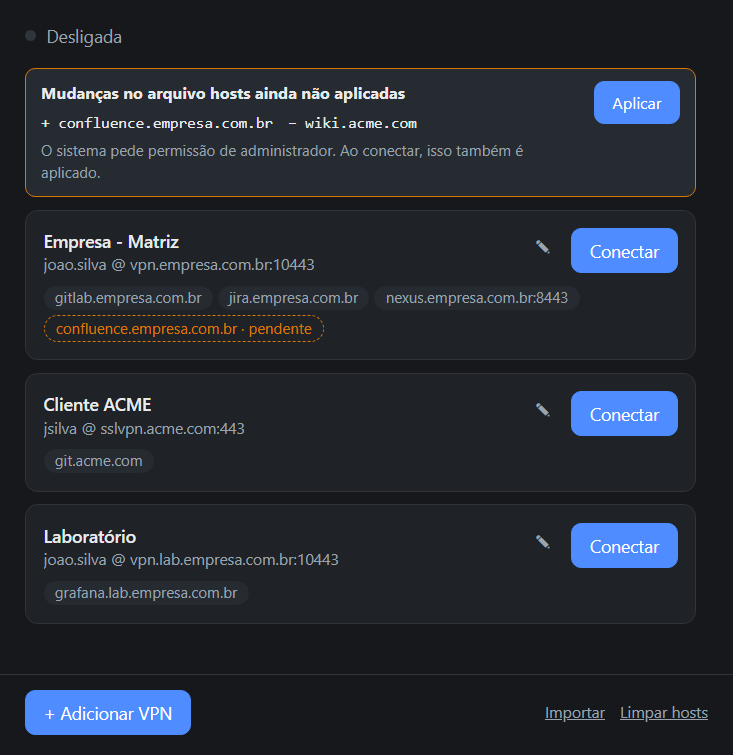 Desligada
Mudanças no arquivo hosts ainda não aplicadas
Aplicar
+ confluence.empresa.com.br − wiki.acme.com
O sistema pede permissão de administrador. Ao conectar, isso também é
aplicado.
Empresa - Matriz
Conectar
joao.silva @ vpn.empresa.com.br:10443
gitlab.empresa.com.br jira.empresa.com.br nexus.empresa.com.br:8443
confluence.empresa.com.br · pendente
Cliente ACME
Conectar
jsilva @ sslvpn.acme.com:443
git.acme.com
Laboratório
Conectar
joao.silva @ vpn.lab.empresa.com.br:10443
grafana.lab.empresa.com.br
+ Adicionar VPN
Importar Limpar hosts